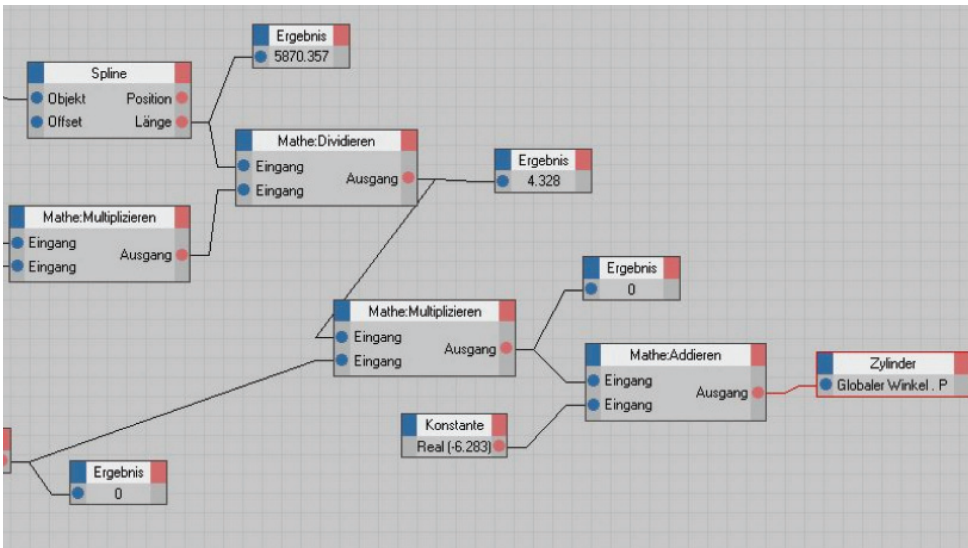 Ergebnis
5870.357
Spline
Objekt Position
Offset Länge
Mathe:Dividieren
Eingang
Ausgang
Eingang
Ergebnis
4.328
Mathe:Multiplizieren
Eingang
Ausgang
Eingang
Ergebnis
0
Mathe:Multiplizieren
Eingang
Ausgang
Eingang
Mathe:Addieren
Eingang
Ausgang
Eingang
Zylinder
Globaler Winkel . P
Konstante
Real (-6.283)
Ergebnis
0